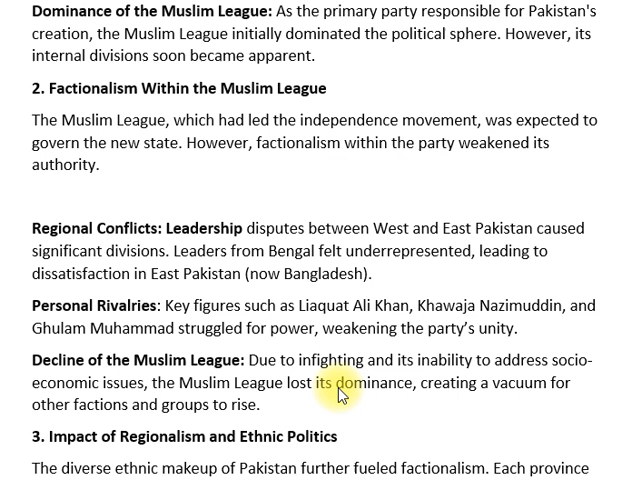 Dominance of the Muslim League: As the primary party responsible for Pakistan's
creation, the Muslim League initially dominated the political sphere. However, its
internal divisions soon became apparent.
2. Factionalism Within the Muslim League
The Muslim League, which had led the independence movement, was expected to
govern the new state. However, factionalism within the party weakened its
authority.
Regional Conflicts: Leadership disputes between West and East Pakistan caused
significant divisions. Leaders from Bengal felt underrepresented, leading to
dissatisfaction in East Pakistan (now Bangladesh).
Personal Rivalries: Key figures such as Liaquat Ali Khan, Khawaja Nazimuddin, and
Ghulam Muhammad struggled for power, weakening the party’s unity.
Decline of the Muslim League: Due to infighting and its inability to address socio-
economic issues, the Muslim League lost its dominance, creating a vacuum for
other factions and groups to rise.
3. Impact of Regionalism and Ethnic Politics
The diverse ethnic makeup of Pakistan further fueled factionalism. Each province